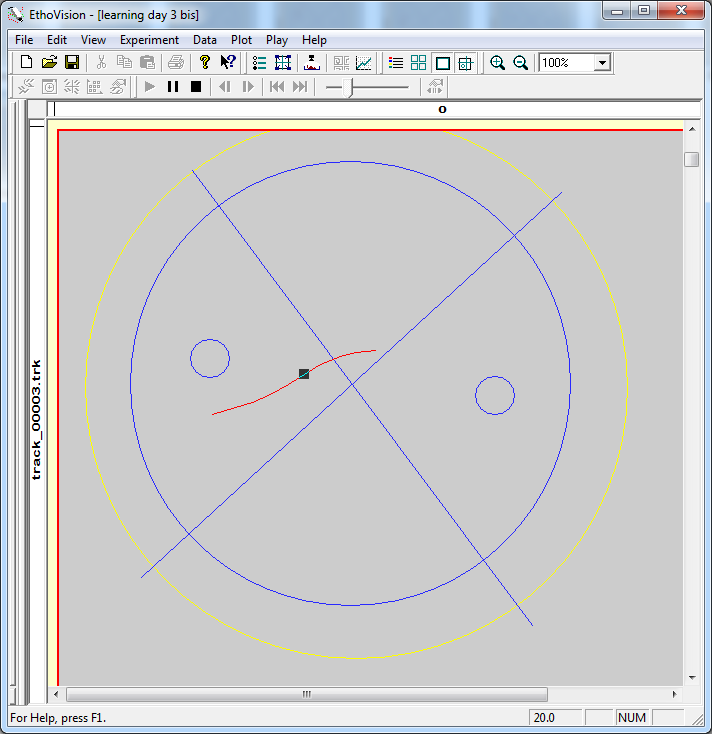 EthoVision - [learning day 3 bis]
File Edit View Experiment Data Plot Play Help
100%
o
track_00003.trk
For Help, press F1.
20.0
NUM